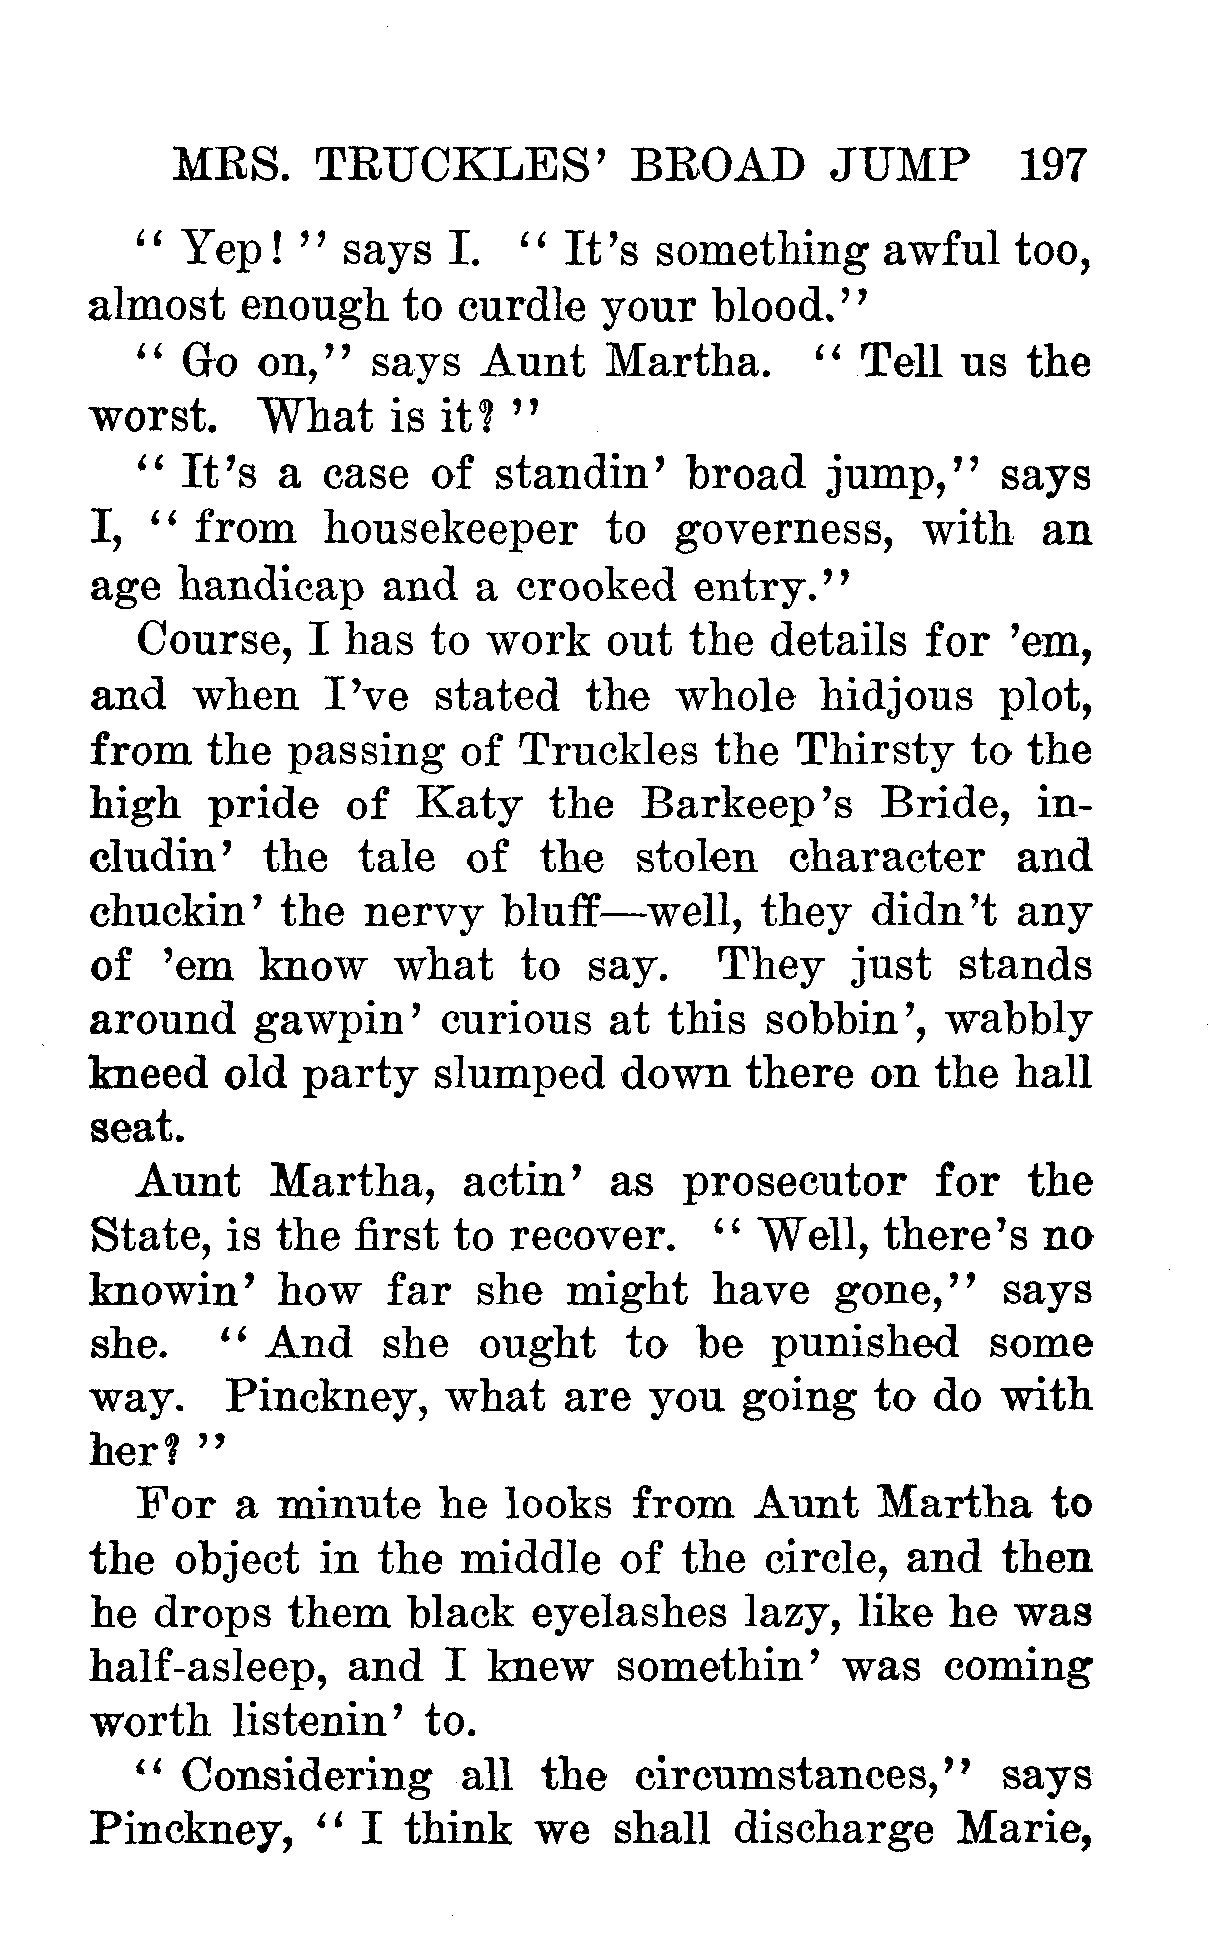 MRS. TRUCKLES' BROAD JUMP 197
" Yep! " says I. " It's something awful too,
almost enough to curdle your blood."
" Go on," says Aunt Martha. " Tell us the
worst. What is it? "
" It's a case of standin' broad jump," says
I, " from housekeeper to governess, with an
age handicap and a crooked entry."
Course, I has to work out the details for 'em,
and when I've stated the whole hidjous plot,
from the passing of Truckles the Thirsty to the
high pride of Katy the Barkeep's Bride, in-
cludin' the tale of the stolen character and
chuckin' the nervy bluff—well, they didn't any
of 'em know what to say. They just stands
around gawpin' curious at this sobbin', wabbly
kneed old party slumped down there on the hall
seat.
Aunt Martha, actin' as prosecutor for the
State, is the first to recover. " Well, there's no
knowin' how far she might have gone," says
she. " And she ought to be punished some
way. Pinckney, what are you going to do with
her? "
For a minute he looks from Aunt Martha to
the object in the middle of the circle, and then
he drops them black eyelashes lazy, like he was
half-asleep, and I knew somethin' was coming
worth listenin' to.
" Considering all the circumstances," says
Pinckney, " I think we shall discharge Marie,